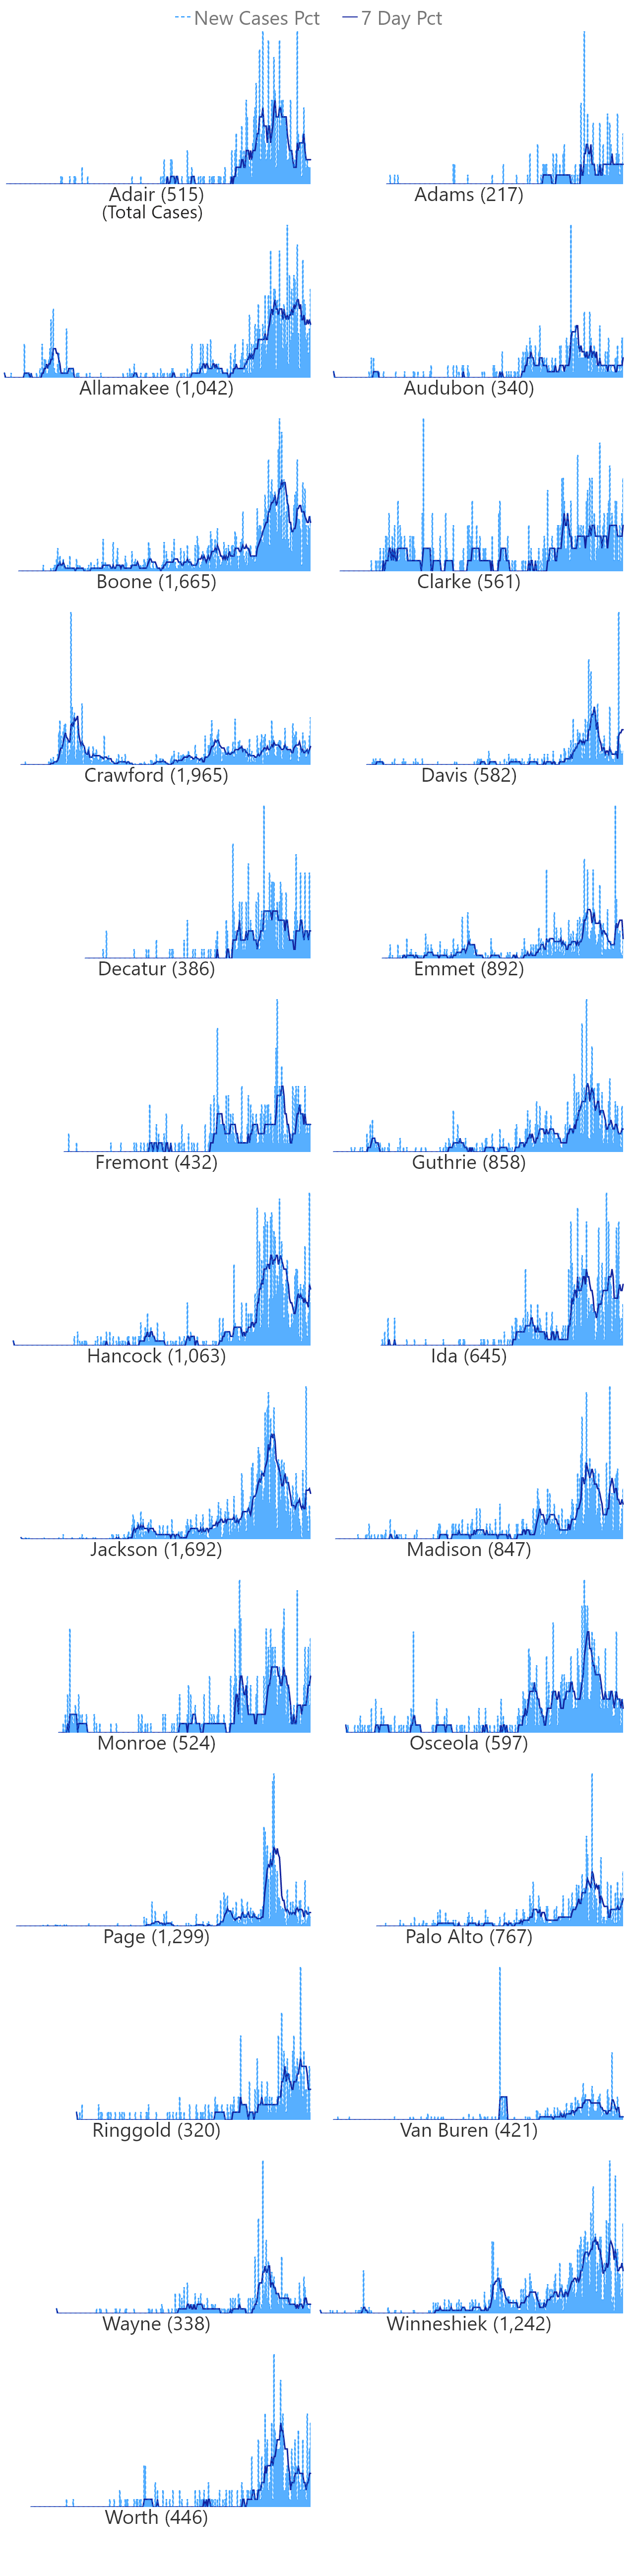 New Cases Pct 7 Day Pct
Adair (515) Adams (217)
(Total Cases)
Allamakee (1,042) Audubon (340)
Boone (1,665) Clarke (561)
Crawford (1,965) Davis (582)
Decatur (386) Emmet (892)
Fremont (432) Guthrie (858)
Hancock (1,063) Ida (645)
Jackson (1,692) Madison (847)
Monroe (524) Osceola (597)
Page (1,299) Palo Alto (767)
Ringgold (320) Van Buren (421)
Wayne (338) Winneshiek (1,242)
Worth (446)